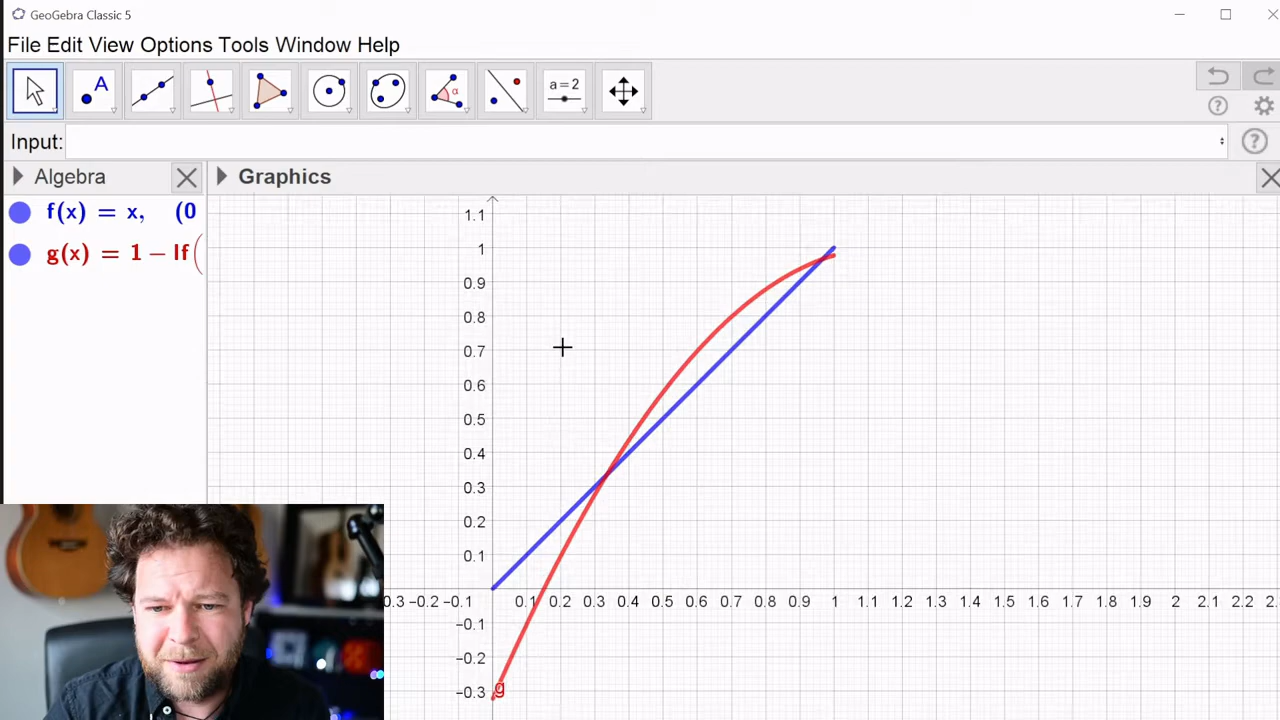 GeoGebra Classic 5
File Edit View Options Tools Window Help
A
α
a = 2
Input:
Algebra
Graphics
f(x) = x, (0
g(x) = 1 − If (
1.1
1
0.9
0.8
0.7
0.6
0.5
0.4
0.3
0.2
0.1
0.3 −0.2 −0.1 0.1 0.2 0.3 0.4 0.5 0.6 0.7 0.8 0.9 1 1.1 1.2 1.3 1.4 1.5 1.6 1.7 1.8 1.9 2 2.1 2.2 2.
−0.1
−0.2
−0.3
g